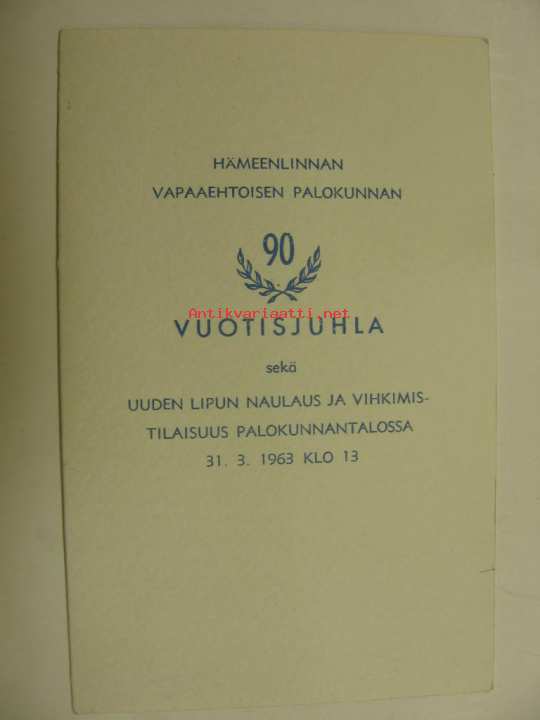 HÄMEENLINNAN
VAPAAEHTOISEN PALOKUNNAN
90
Antikvariaatti.net
VUOTISJUHLA
sekä
UUDEN LIPUN NAULAUS JA VIHKIMIS-
TILAISUUS PALOKUNNANTALOSSA
31. 3. 1963 KLO 13